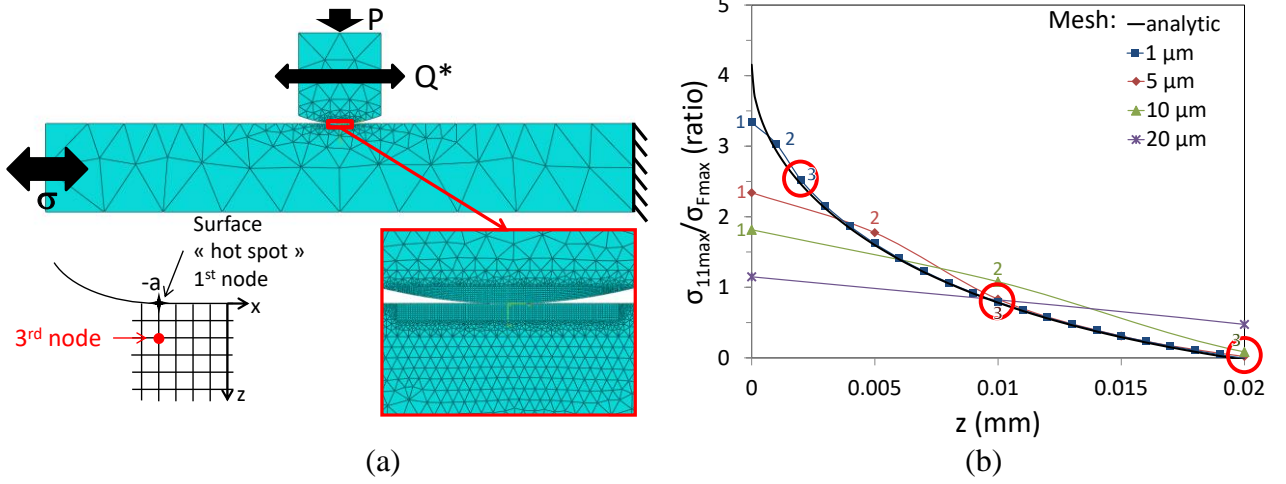 P
Q*
σ
Surface
« hot spot »
1st node
-a
x
3rd node
z
(a)
σ11max/σFmax (ratio)
5
4
3
2
1
0
Mesh:
analytic
1 µm
5 µm
10 µm
20 µm
1
2
3
1
2
1
2
3
3
0
0.005
0.01
0.015
0.02
z (mm)
(b)